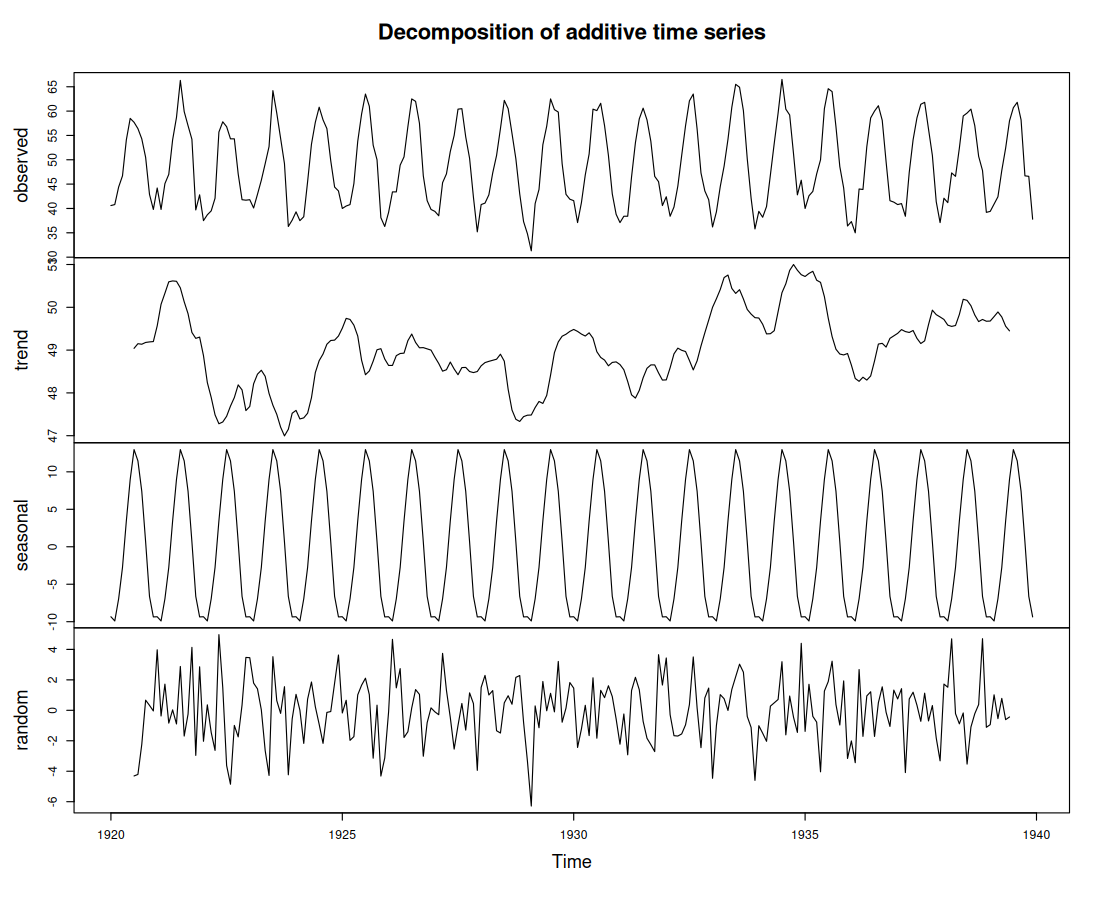 Decomposition of additive time series
observed
35 40 45 50 55 60 65
trend
47 48 49 50
seasonal
-10 -5 0 5 10
random
-6 -4 -2 0 2 4
1920 1925 1930 1935 1940
Time